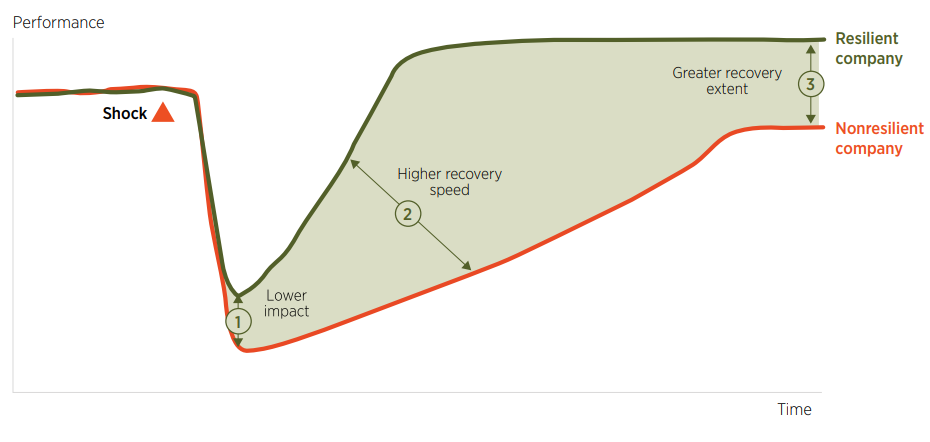 Performance
Resilient
company
Greater recovery
extent
3
Shock
Nonresilient
company
Higher recovery
speed
2
Lower
impact
1
Time